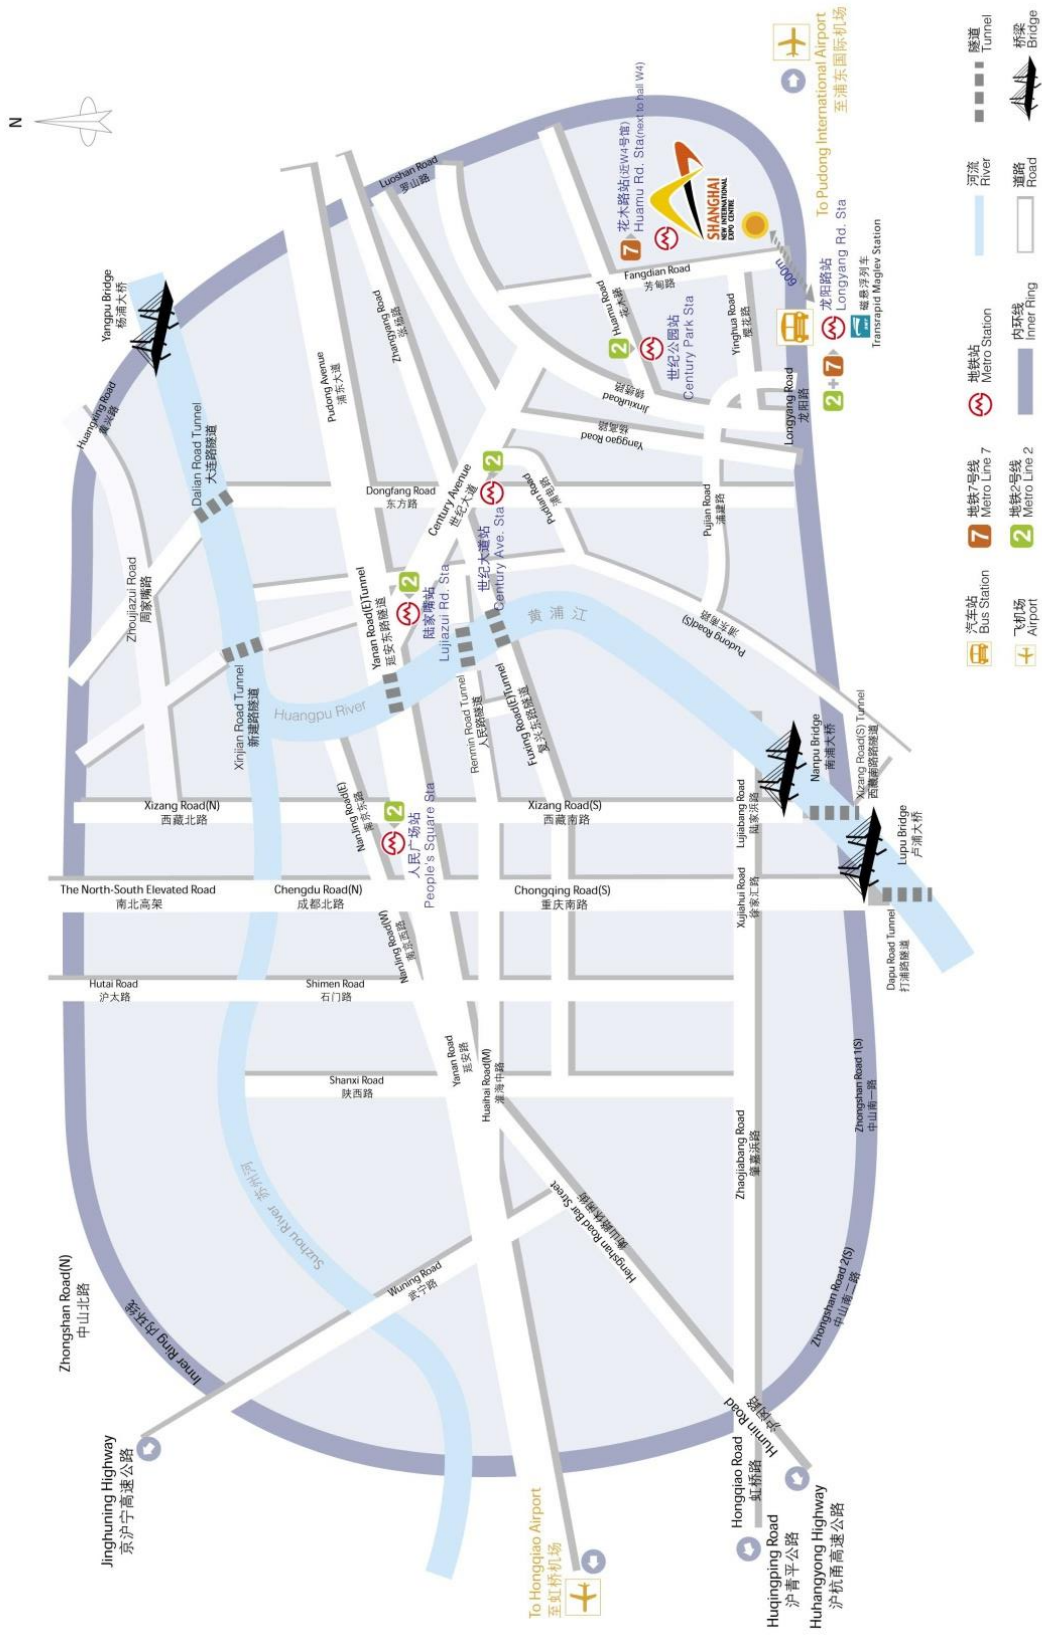 N
Yangpu Bridge
杨浦大桥
Huangxing Road
黄兴路
Luoshan Road
罗山路
Dalian Road Tunnel
大连路隧道
Zhoujiazui Road
周家嘴路
Xinjian Road Tunnel
新建路隧道
Huangpu River
黄浦江
Pudong Avenue
浦东大道
Zhangyang Road
张杨路
Dongfang Road
东方路
Century Avenue
世纪大道
2
世纪大道站
Century Ave. Sta
Yanan Road(E)Tunnel
延安东路隧道
2
陆家嘴站
Lujiazui Rd. Sta
Renmin Road Tunnel
人民路隧道
Fuxing Road(E)Tunnel
复兴东路隧道
Pudian Road
浦电路
Yanggao Road
杨高路
JinxiuRoad
锦绣路
Huamu Road
花木路
2
世纪公园站
Century Park Sta
Fangdian Road
芳甸路
Yinghua Road
樱花路
7
花木路站(近W4号馆)
Huamu Rd. Sta(next to hall W4)
SHANGHAI
NEW INTERNATIONAL
EXPO CENTRE
600m
To Pudong International Airport
至浦东国际机场
2+7
龙阳路站
Longyang Rd. Sta
磁悬浮列车
Transrapid Maglev Station
Longyang Road
龙阳路
Pujian Road
浦建路
Pudong Road(S)
浦东南路
Nanpu Bridge
南浦大桥
Xizang Road(S) Tunnel
西藏南路隧道
Lupu Bridge
卢浦大桥
Dapu Road Tunnel
打浦路隧道
Xizang Road(N)
西藏北路
Nanjing Road(E)
南京东路
2
人民广场站
People's Square Sta
Xizang Road(S)
西藏南路
Lujiabang Road
陆家浜路
The North-South Elevated Road
南北高架
Chengdu Road(N)
成都北路
Chongqing Road(S)
重庆南路
Xujiahui Road
徐家汇路
Nanjing Road(W)
南京西路
Hutai Road
沪太路
Shimen Road
石门路
Shanxi Road
陕西路
Yanan Road
延安路
Huaihai Road(M)
淮海中路
Zhaojiabang Road
肇嘉浜路
Zhongshan Road 1(S)
中山南一路
Zhongshan Road 2(S)
中山南二路
Hengshan Road Bar Street
衡山路休闲街
Suzhou River 苏州河
Wuning Road
武宁路
Zhongshan Road(N)
中山北路
Inner Ring 内环线
Jinghuning Highway
京沪宁高速公路
To Hongqiao Airport
至虹桥机场
Hongqiao Road
虹桥路
Humin Road
沪闵路
Huqingping Road
沪青平公路
Huhangyong Highway
沪杭甬高速公路
汽车站
Bus Station
飞机场
Airport
7
地铁7号线
Metro Line 7
2
地铁2号线
Metro Line 2
地铁站
Metro Station
内环线
Inner Ring
河流
River
道路
Road
隧道
Tunnel
桥梁
Bridge